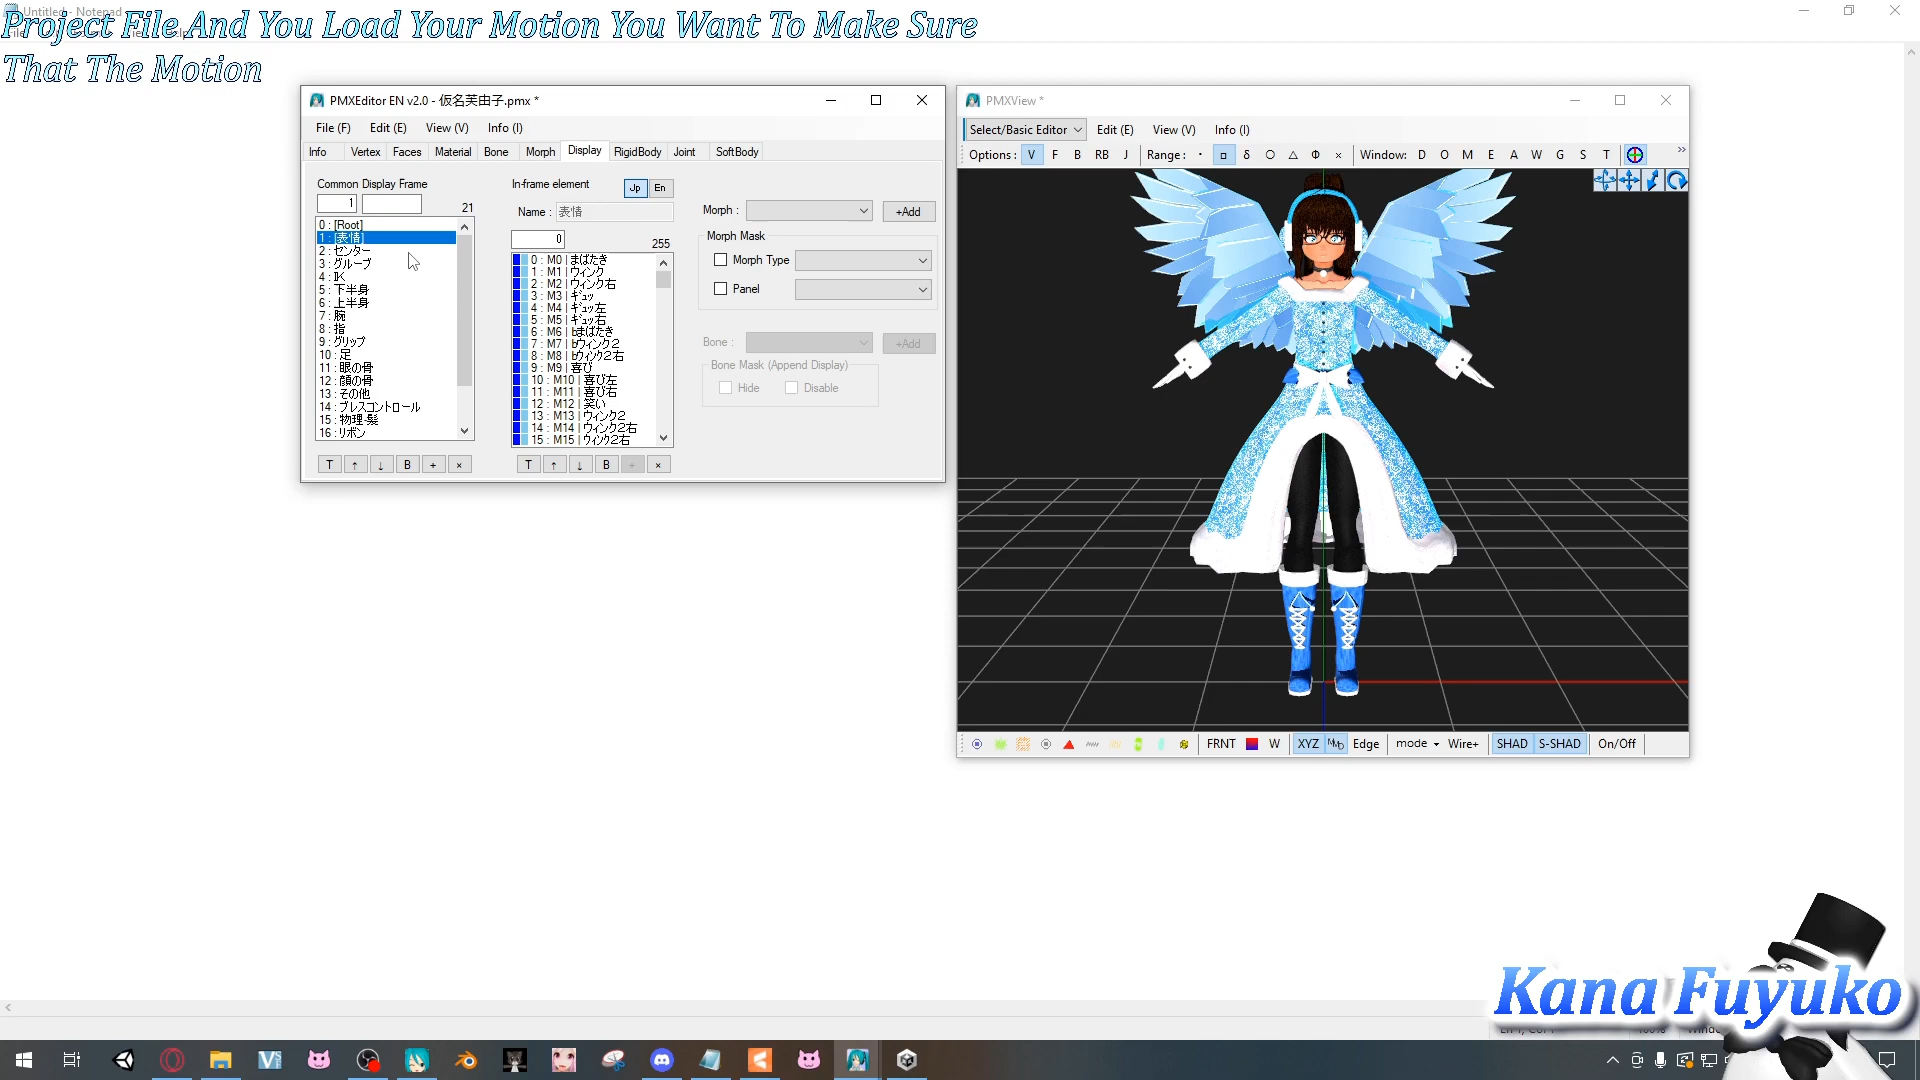 Untitled - Notepad
Project File And You Load Your Motion You Want To Make Sure
That The Motion
PMXEditor EN v2.0 - 仮名芙由子.pmx *
File (F) Edit (E) View (V) Info (I)
Info Vertex Faces Material Bone Morph Display RigidBody Joint SoftBody
Common Display Frame
1
21
0 : [Root]
1 : [表情]
2 : センター
3 : グルーブ
4 : IK
5 : 下半身
6 : 上半身
7 : 腕
8 : 指
9 : グリップ
10 : 足
11 : 眼の骨
12 : 顔の骨
13 : その他
14 : ブレスコントロール
15 : 物理-髪
16 : リボン
T ↑ ↓ B + ×
In-frame element
Jp En
Name : 表情
0
255
0 : M0 | まばたき
1 : M1 | ウィンク
2 : M2 | ウィンク右
3 : M3 | ギュッ
4 : M4 | ギュッ左
5 : M5 | ギュッ右
6 : M6 | bまばたき
7 : M7 | bウィンク2
8 : M8 | bウィンク2右
9 : M9 | 喜び
10 : M10 | 喜び左
11 : M11 | 喜び右
12 : M12 | 笑い
13 : M13 | ウィンク2
14 : M14 | ウィンク2右
15 : M15 | ウィンク2右
T ↑ ↓ B + ×
Morph :
+Add
Morph Mask
Morph Type
Panel
Bone :
+Add
Bone Mask (Append Display)
Hide Disable
PMXView *
Select/Basic Editor Edit (E) View (V) Info (I)
Options : V F B RB J Range : · □ δ ○ △ Φ × Window: D O M E A W G S T
FRNT W XYZ MMD Edge mode Wire+ SHAD S-SHAD On/Off
Kana Fuyuko